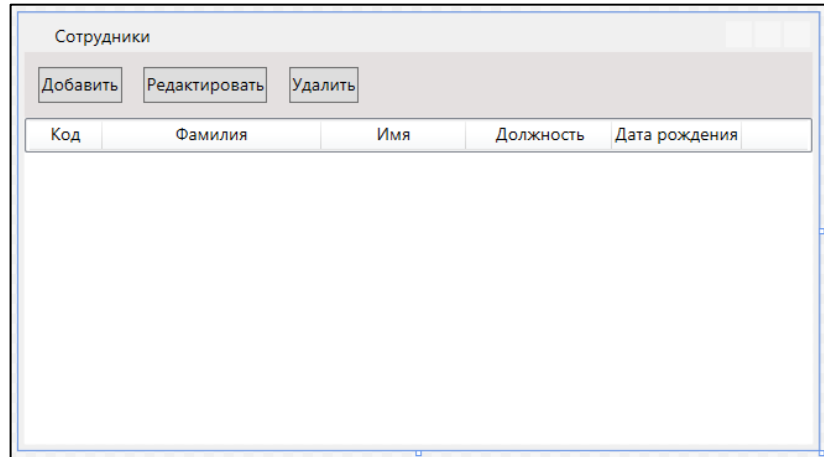 Сотрудники
Добавить Редактировать Удалить
Код Фамилия Имя Должность Дата рождения